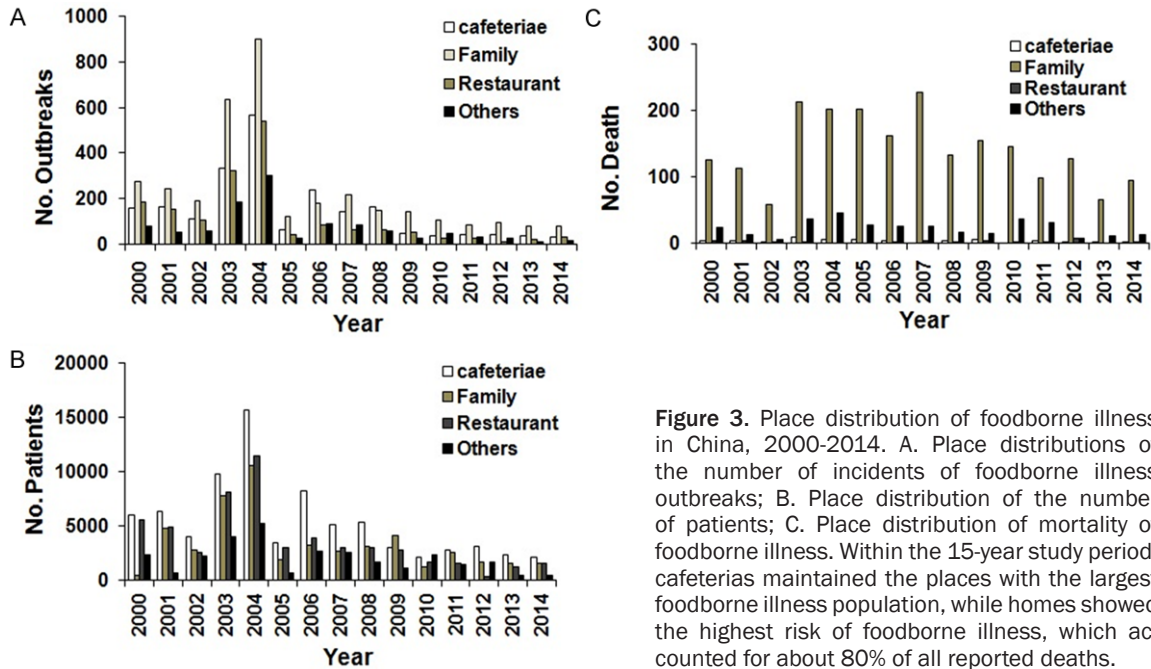 A
1000
800
600
400
200
0
No. Outbreaks
cafeteriae
Family
Restaurant
Others
2000
2001
2002
2003
2004
2005
2006
2007
2008
2009
2010
2011
2012
2013
2014
Year
C
300
200
100
0
No. Death
cafeteriae
Family
Restaurant
Others
2000
2001
2002
2003
2004
2005
2006
2007
2008
2009
2010
2011
2012
2013
2014
Year
B
20000
15000
10000
5000
0
No. Patients
cafeteriae
Family
Restaurant
Others
2000
2001
2002
2003
2004
2005
2006
2007
2008
2009
2010
2011
2012
2013
2014
Year
Figure 3. Place distribution of foodborne illness
in China, 2000-2014. A. Place distributions o
the number of incidents of foodborne illness
outbreaks; B. Place distribution of the number
of patients; C. Place distribution of mortality o
foodborne illness. Within the 15-year study period
cafeterias maintained the places with the largest
foodborne illness population, while homes showed
the highest risk of foodborne illness, which ac
counted for about 80% of all reported deaths.